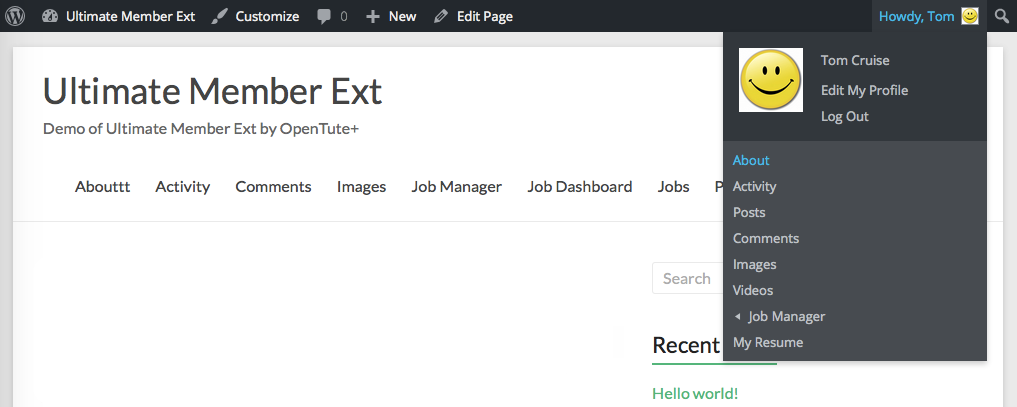 Ultimate Member Ext Customize 0 New Edit Page Howdy, Tom
Tom Cruise
Edit My Profile
Log Out
Ultimate Member Ext
Demo of Ultimate Member Ext by OpenTute+
Abouttt Activity Comments Images Job Manager Job Dashboard Jobs P
About
Activity
Posts
Comments
Images
Videos
Job Manager
My Resume
Search
Recent
Hello world!